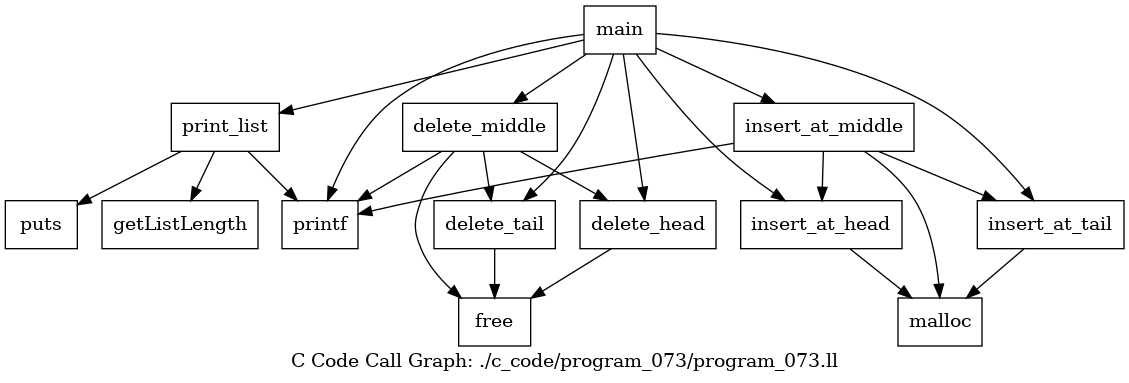 main
print_list
delete_middle
insert_at_middle
puts
getListLength
printf
delete_tail
delete_head
insert_at_head
insert_at_tail
free
malloc
C Code Call Graph: ./c_code/program_073/program_073.ll